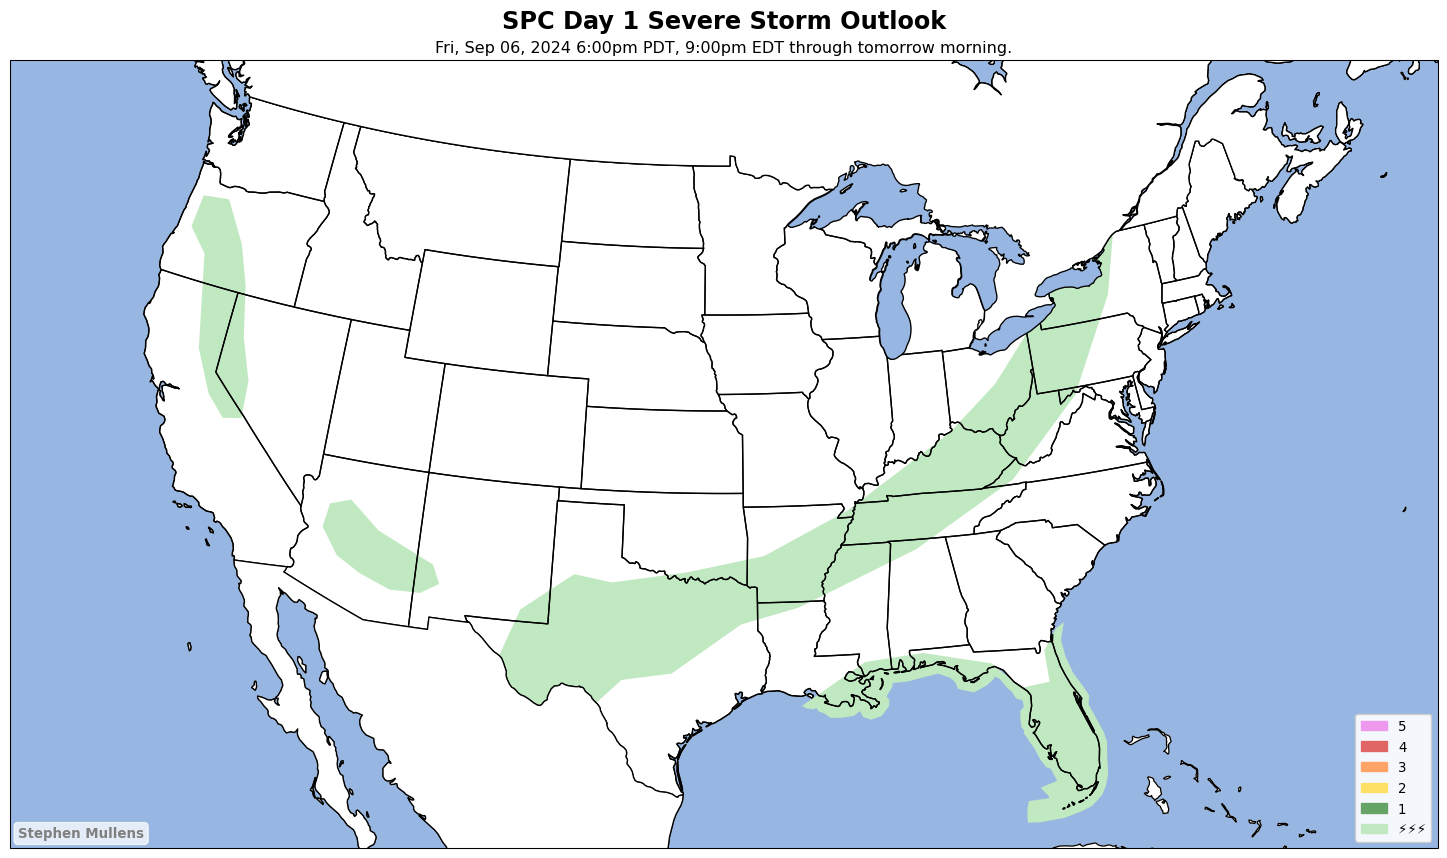 SPC Day 1 Severe Storm Outlook
Fri, Sep 06, 2024 6:00pm PDT, 9:00pm EDT through tomorrow morning.
5
4
3
2
1
⚡⚡⚡
Stephen Mullens